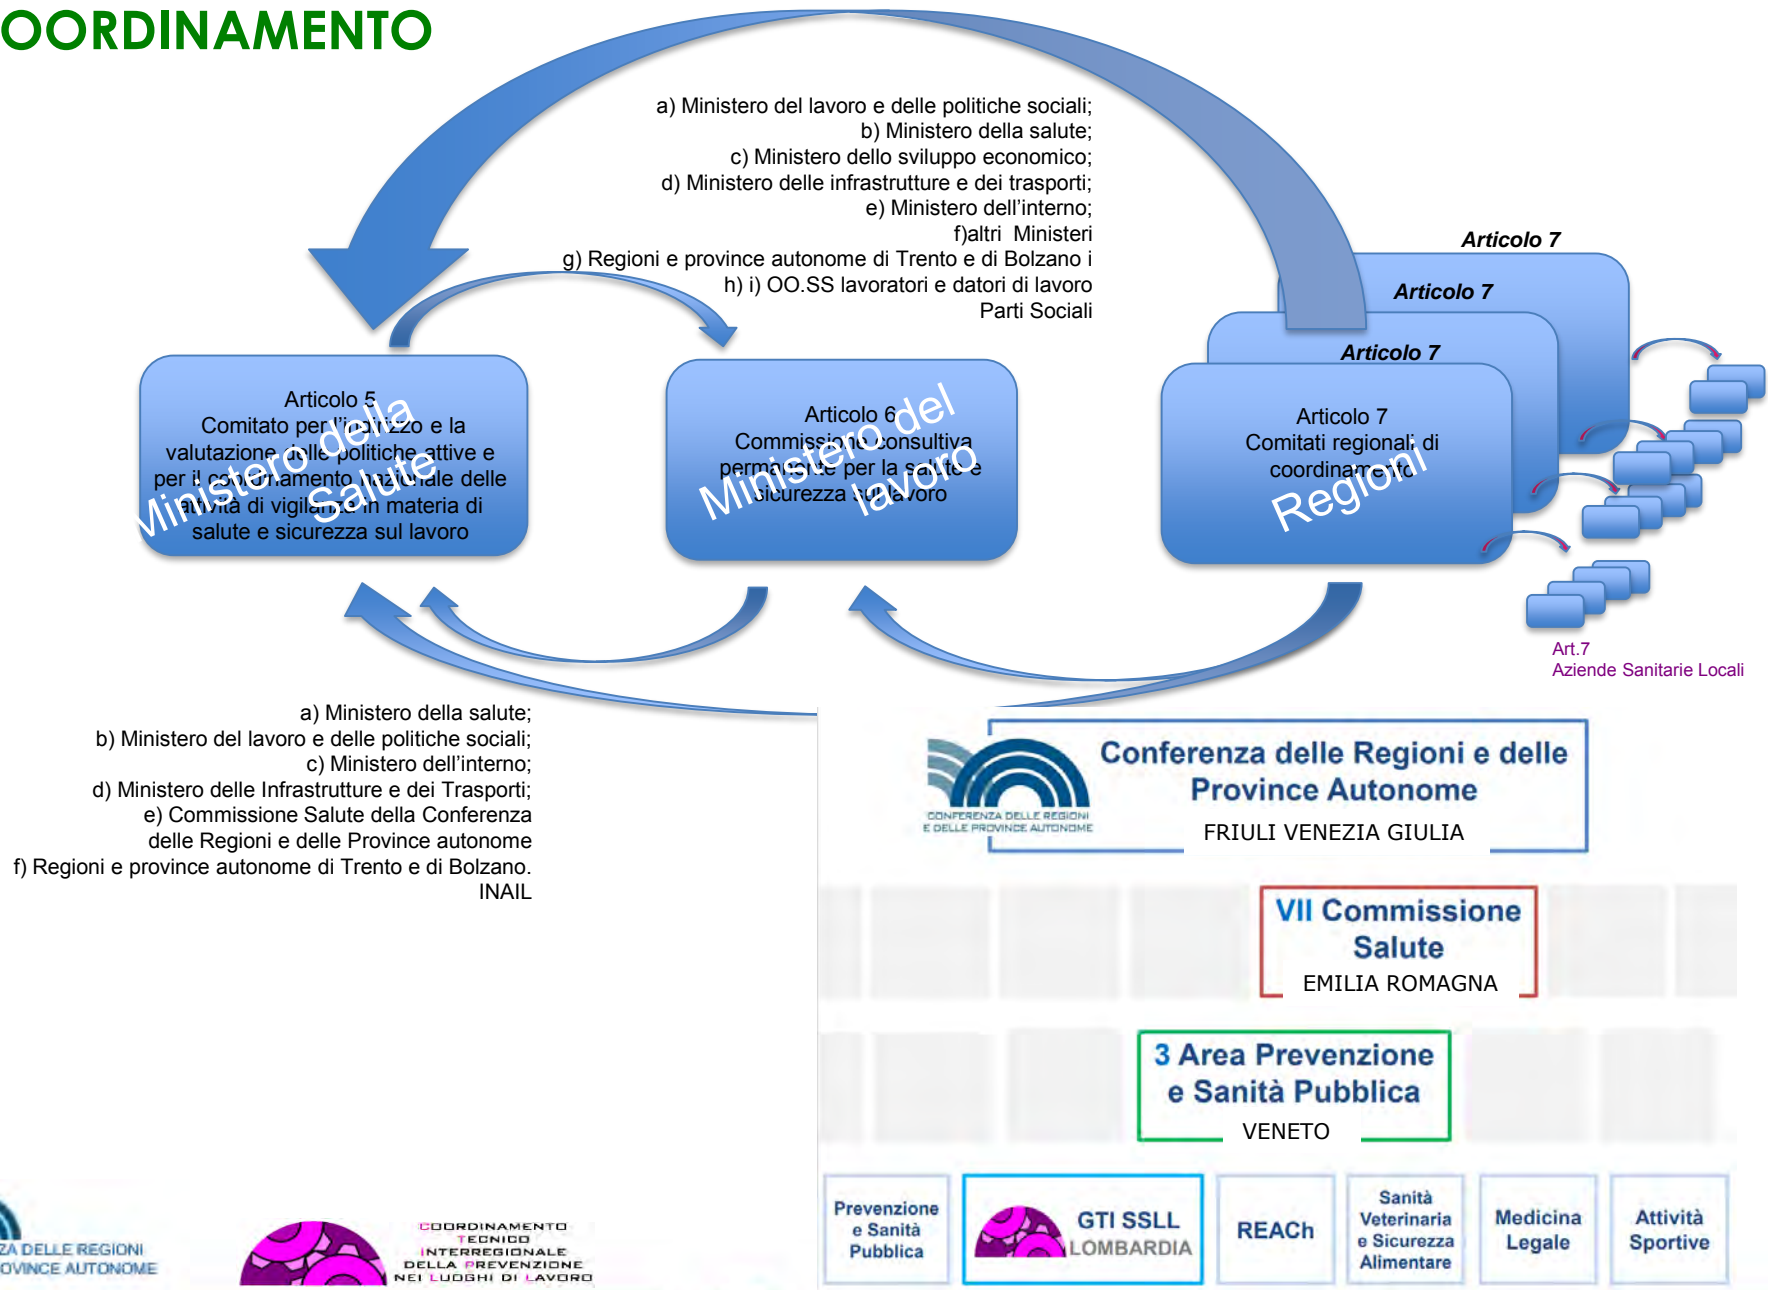 OORDINAMENTO
a) Ministero del lavoro e delle politiche sociali;
b) Ministero della salute;
c) Ministero dello sviluppo economico;
d) Ministero delle infrastrutture e dei trasporti;
e) Ministero dell'interno;
f)altri Ministeri
g) Regioni e province autonome di Trento e di Bolzano i
h) i) OO.SS lavoratori e datori di lavoro
Parti Sociali
Articolo 7
Articolo 7
Articolo 7
Articolo 5
Comitato per l'indirizzo e la
valutazione delle politiche attive e
per il coordinamento nazionale delle
attività di vigilanza in materia di
salute e sicurezza sul lavoro
Ministero della
Salute
Articolo 6
Commissione consultiva
permanente per la salute e
sicurezza sul lavoro
Ministero del
lavoro
Articolo 7
Comitati regionali di
coordinamento
Regioni
Art.7
Aziende Sanitarie Locali
a) Ministero della salute;
b) Ministero del lavoro e delle politiche sociali;
c) Ministero dell'interno;
d) Ministero delle Infrastrutture e dei Trasporti;
e) Commissione Salute della Conferenza
delle Regioni e delle Province autonome
f) Regioni e province autonome di Trento e di Bolzano.
INAIL
CONFERENZA DELLE REGIONI
E DELLE PROVINCE AUTONOME
Conferenza delle Regioni e delle
Province Autonome
FRIULI VENEZIA GIULIA
VII Commissione
Salute
EMILIA ROMAGNA
3 Area Prevenzione
e Sanità Pubblica
VENETO
Prevenzione
e Sanità
Pubblica
GTI SSLL
LOMBARDIA
REACh
Sanità
Veterinaria
e Sicurezza
Alimentare
Medicina
Legale
Attività
Sportive
ZA DELLE REGIONI
OVINCE AUTONOME
COORDINAMENTO
TECNICO
INTERREGIONALE
DELLA PREVENZIONE
NEI LUOGHI DI LAVORO